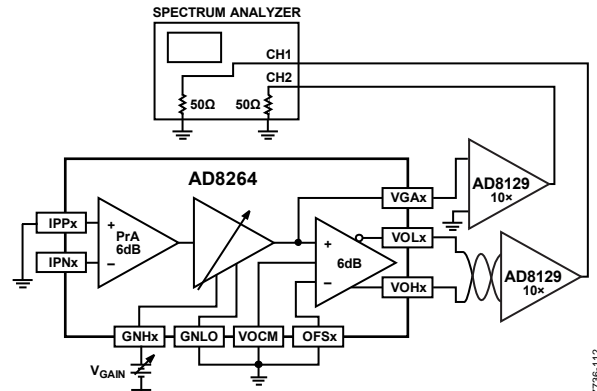 SPECTRUM ANALYZER
CH1
CH2
50Ω
50Ω
AD8264
AD8129
10×
VGAx
IPPx
+
PrA
6dB
–
IPNx
+
6dB
–
VOLx
VOHx
AD8129
10×
GNHx
GNLO
VOCM
OFSx
VGAIN